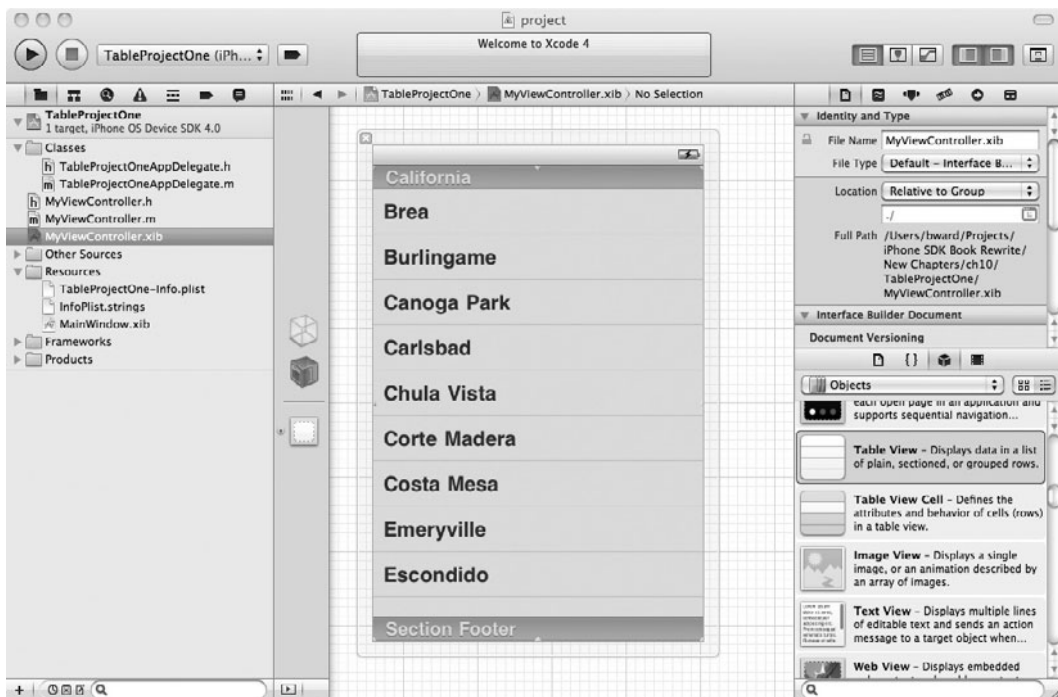 project
TableProjectOne (iPh...
Welcome to Xcode 4
TableProjectOne
1 target, iPhone OS Device SDK 4.0
Classes
h TableProjectOneAppDelegate.h
m TableProjectOneAppDelegate.m
h MyViewController.h
m MyViewController.m
MyViewController.xib
Other Sources
Resources
TableProjectOne-Info.plist
InfoPlist.strings
MainWindow.xib
Frameworks
Products
TableProjectOne
MyViewController.xib
No Selection
California
Brea
Burlingame
Canoga Park
Carlsbad
Chula Vista
Corte Madera
Costa Mesa
Emeryville
Escondido
Section Footer
Identity and Type
File Name MyViewController.xib
File Type Default - Interface B...
Location Relative to Group
./
Full Path /Users/bward/Projects/
iPhone SDK Book Rewrite/
New Chapters/ch10/
TableProjectOne/
MyViewController.xib
Interface Builder Document
Document Versioning
{}
Objects
each open page in an application and
supports sequential navigation...
Table View - Displays data in a list
of plain, sectioned, or grouped rows.
Table View Cell - Defines the
attributes and behavior of cells (rows)
in a table view.
Image View - Displays a single
image, or an animation described by
an array of images.
Text View - Displays multiple lines
of editable text and sends an action
message to a target object when...
Web View - Displays embedded